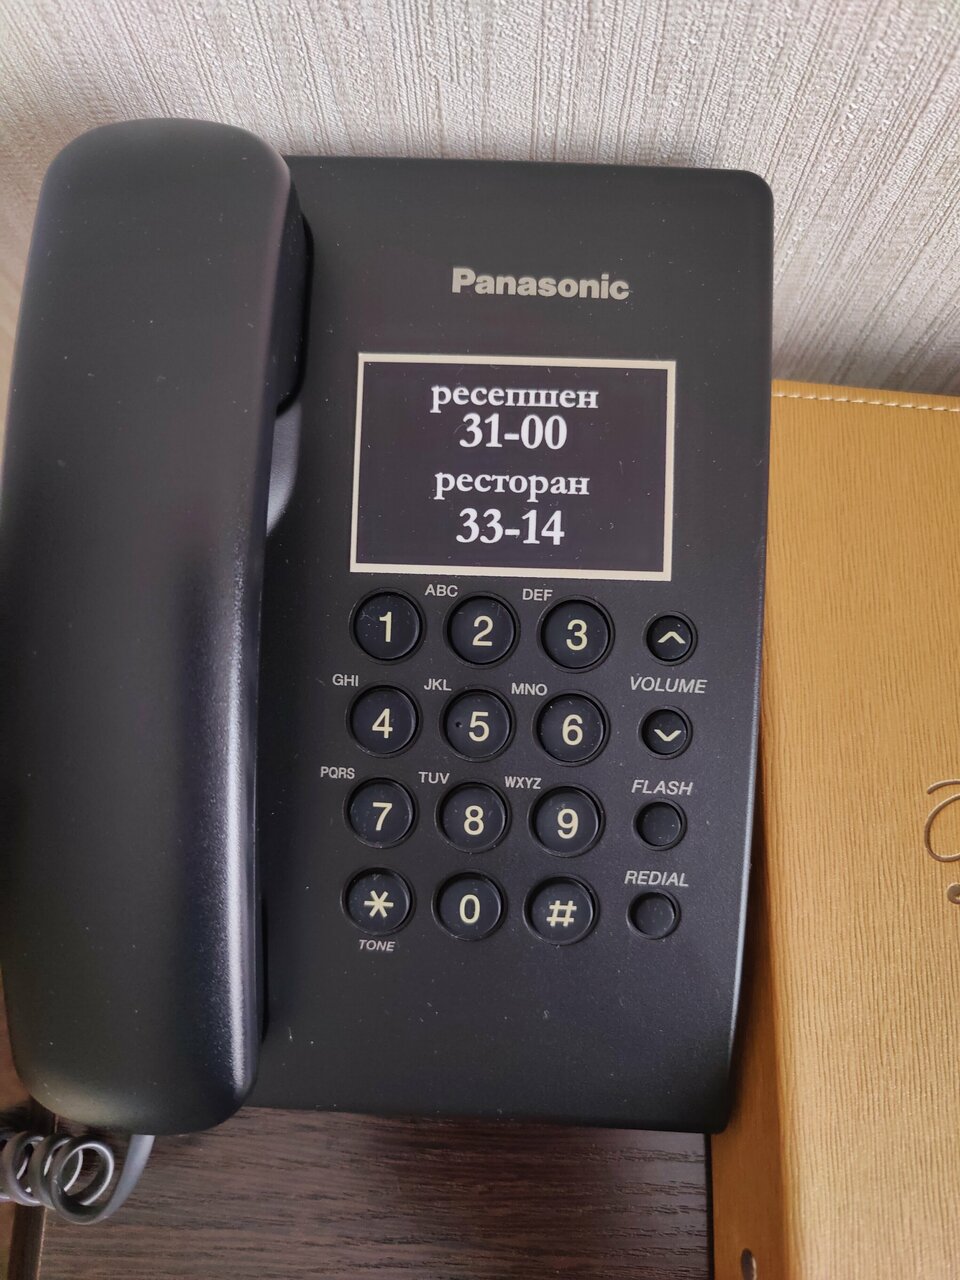 Panasonic
ресепшен
31-00
ресторан
33-14
ABC DEF
1 2 3
GHI JKL MNO VOLUME
4 5 6
PQRS TUV WXYZ FLASH
7 8 9
REDIAL
* 0 #
TONE